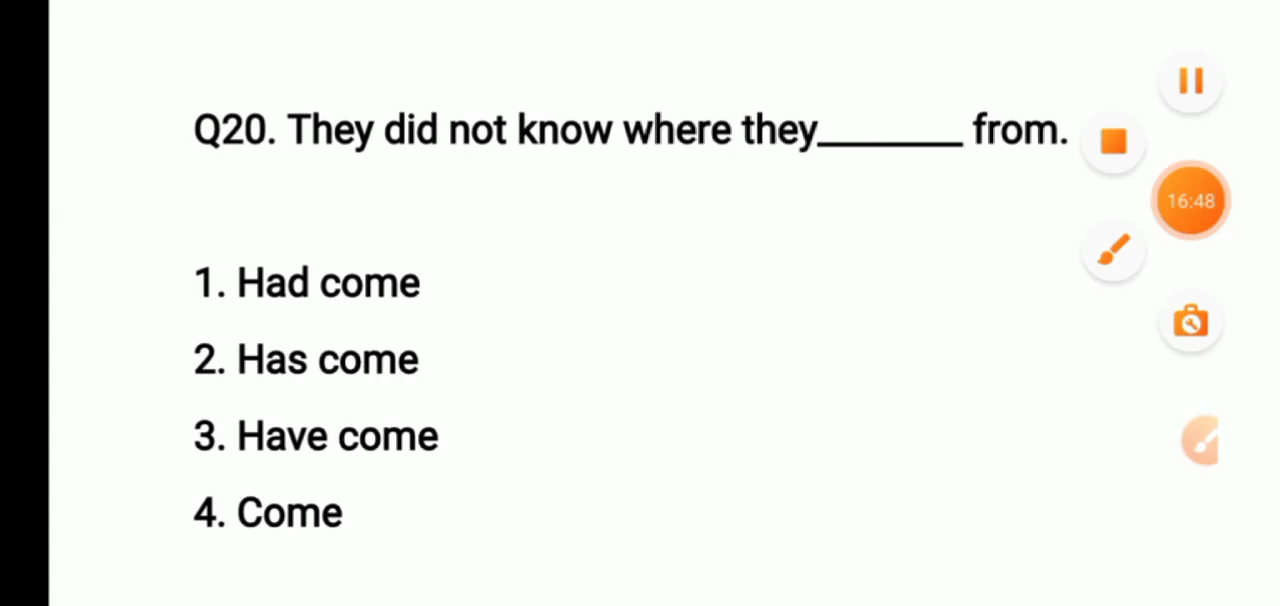 Q20. They did not know where they________ from.
16:48
1. Had come
2. Has come
3. Have come
4. Come